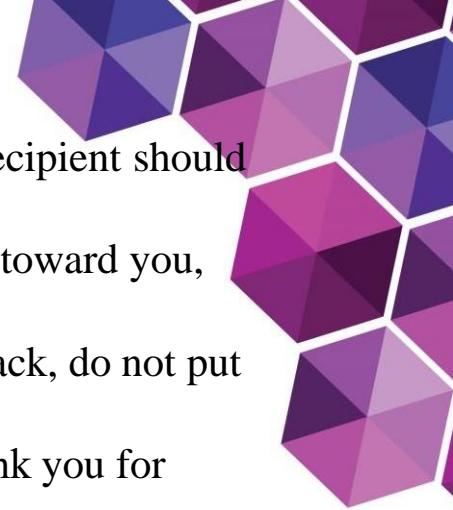 ecipient should
toward you,
ack, do not put
nk you for